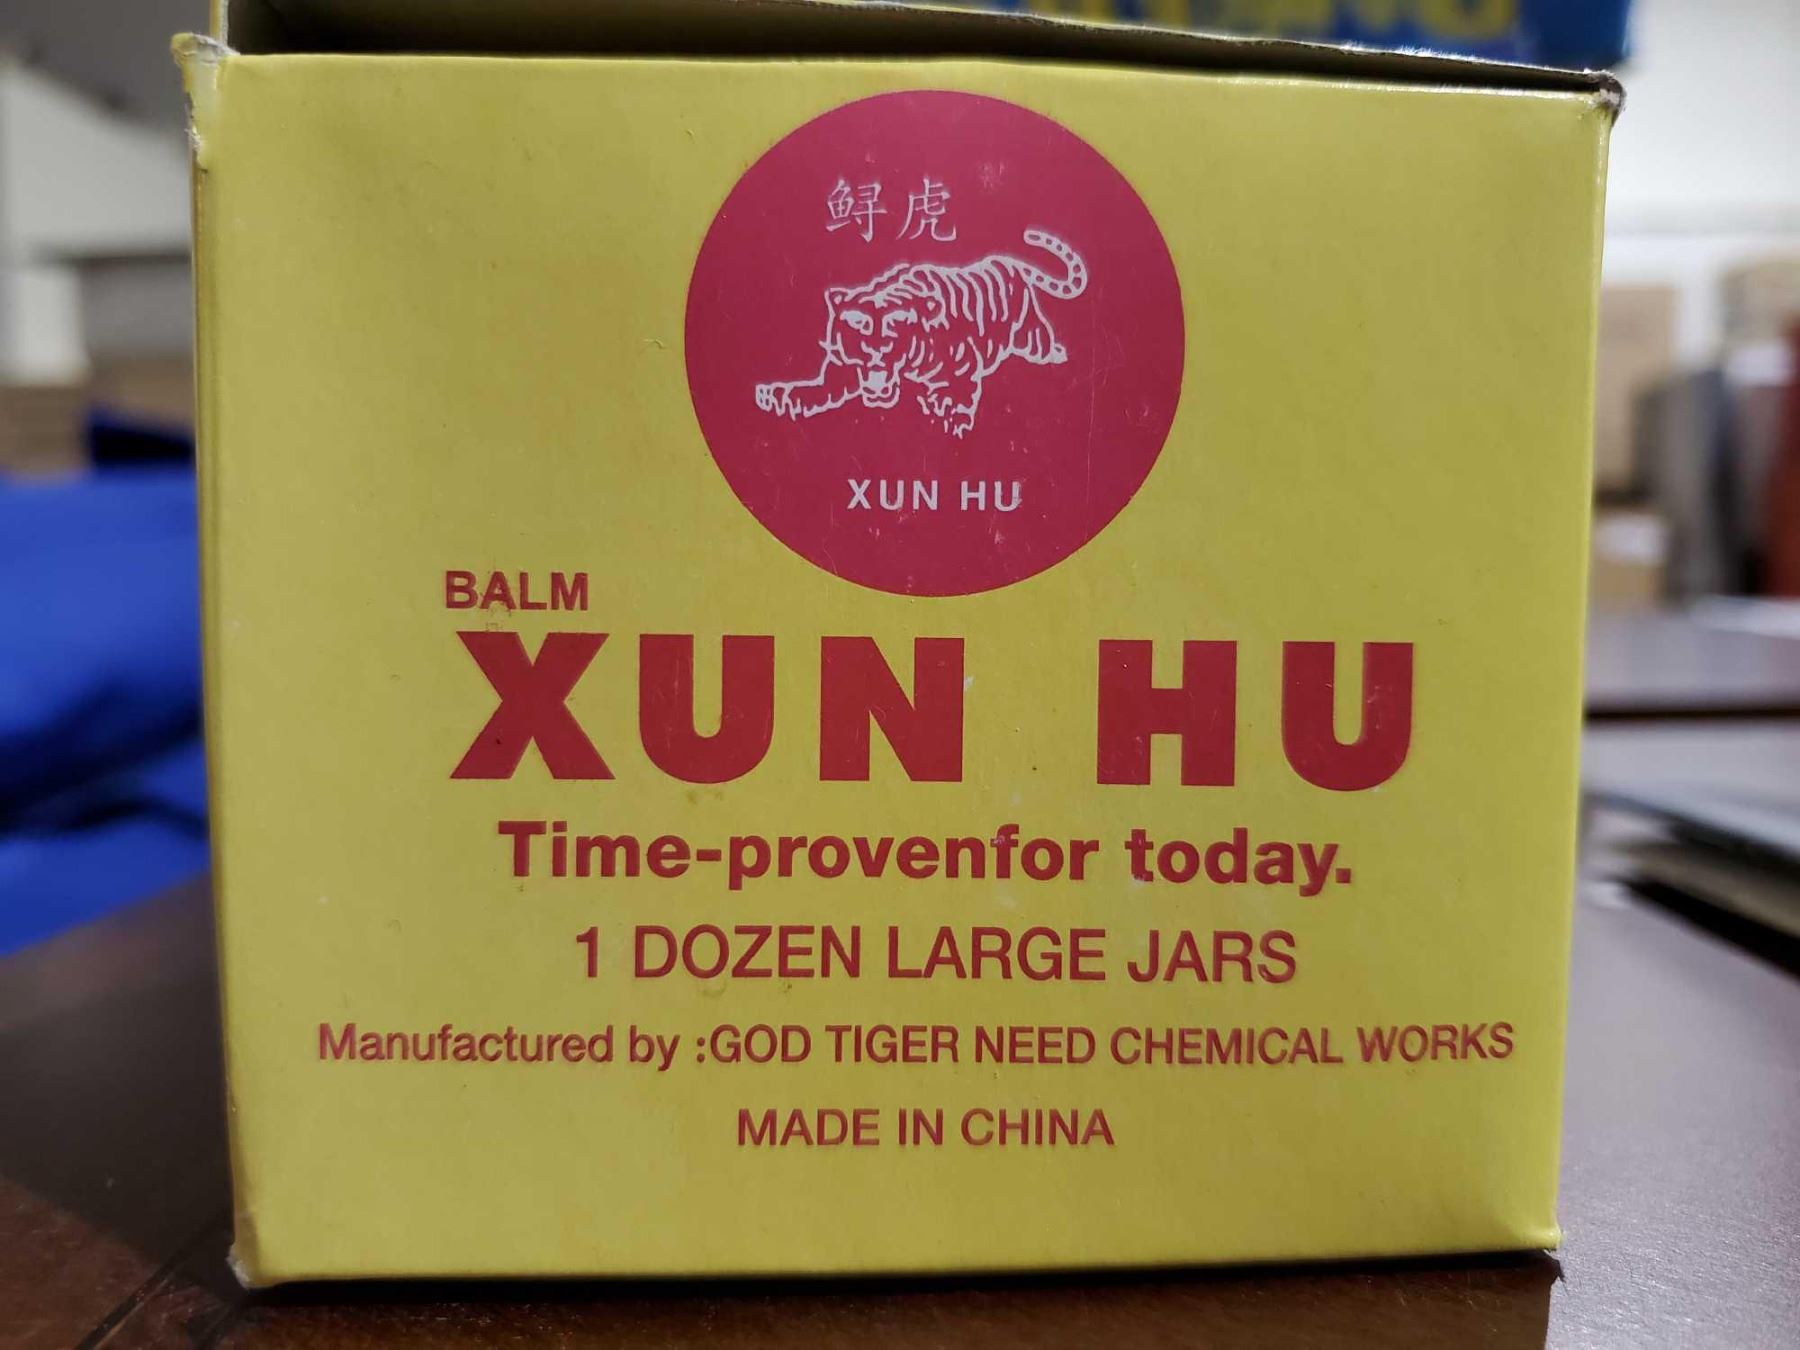 鲟虎
XUN HU
BALM
XUN HU
Time-provenfor today.
1 DOZEN LARGE JARS
Manufactured by :GOD TIGER NEED CHEMICAL WORKS
MADE IN CHINA